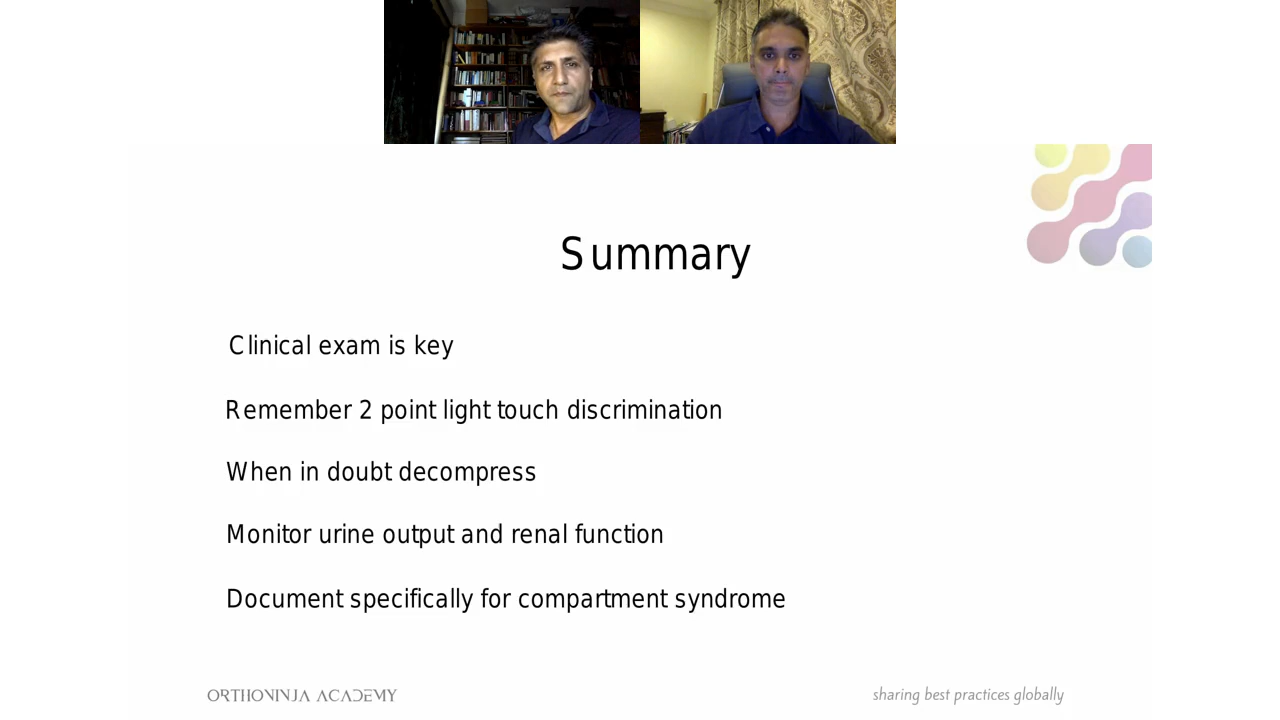 Summary
Clinical exam is key
Remember 2 point light touch discrimination
When in doubt decompress
Monitor urine output and renal function
Document specifically for compartment syndrome
ORTHONINJA ACADEMY
sharing best practices globally